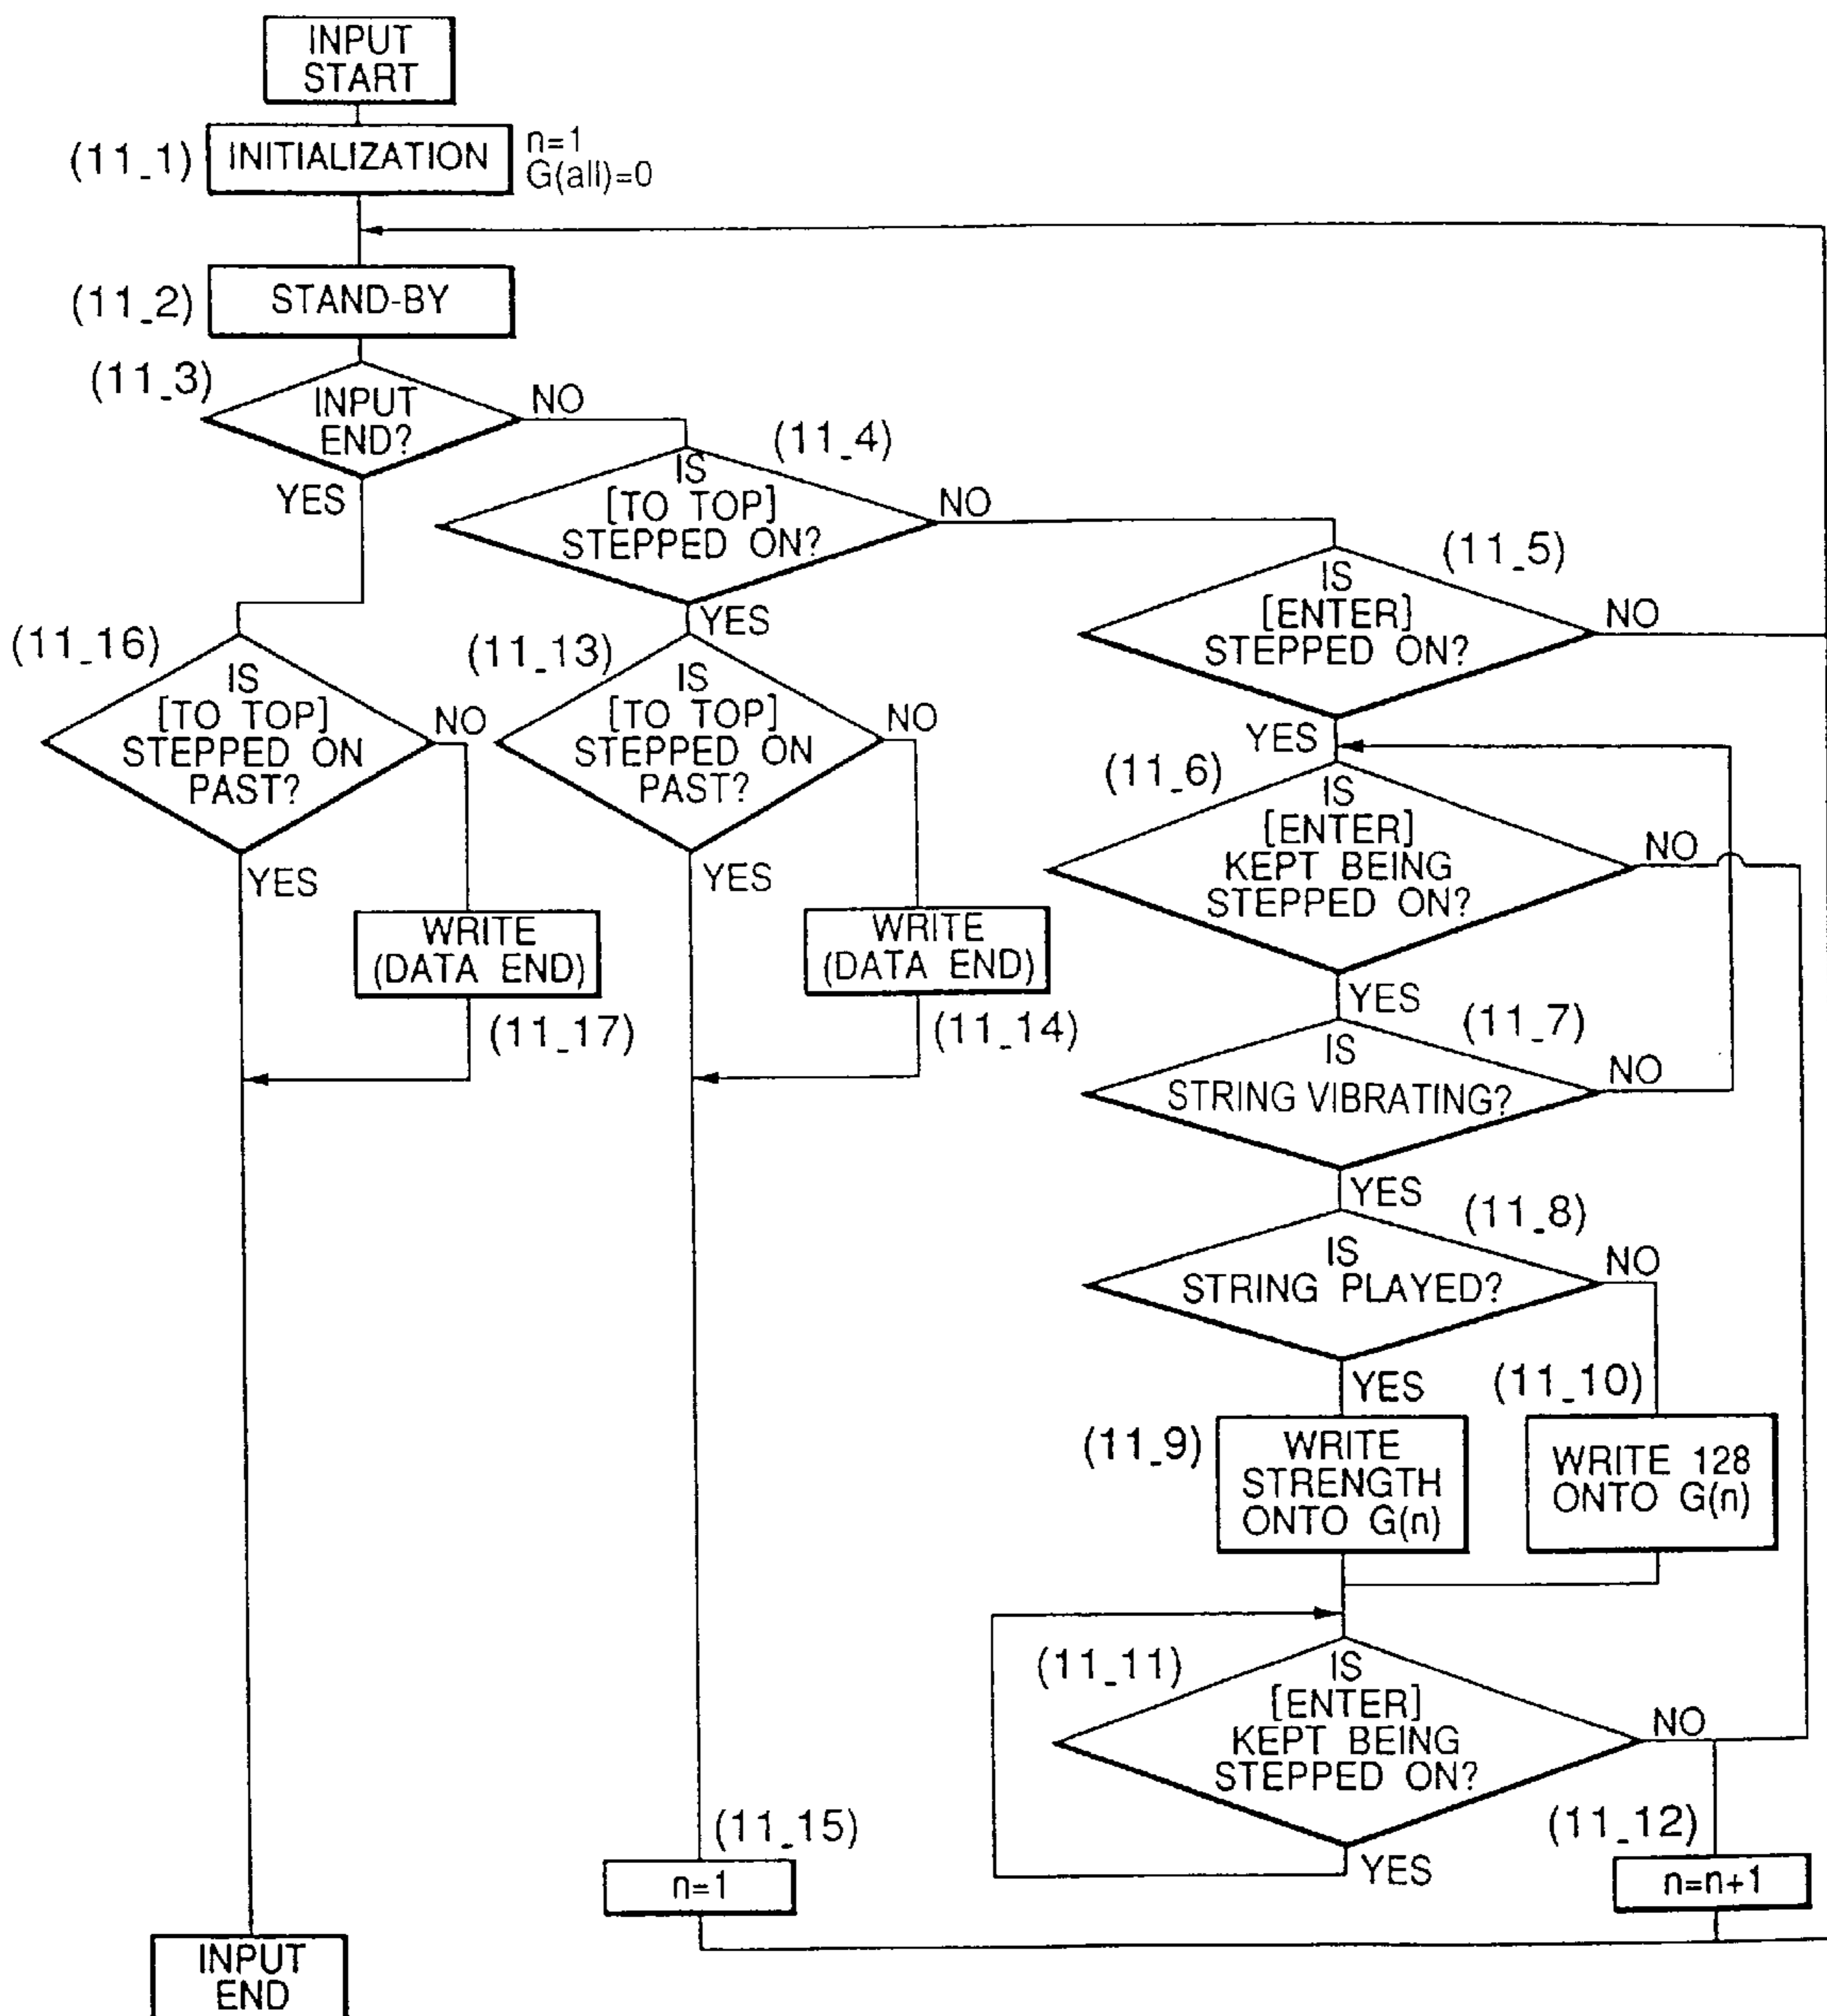 INPUT
START
(11_1)
INITIALIZATION
n=1
G(all)=0
(11_2)
STAND-BY
(11_3)
INPUT
END?
NO
YES
(11_4)
IS
[TO TOP]
STEPPED ON?
NO
YES
(11_5)
IS
[ENTER]
STEPPED ON?
NO
YES
(11_16)
IS
[TO TOP]
STEPPED ON
PAST?
NO
YES
WRITE
(DATA END)
(11_17)
(11_13)
IS
[TO TOP]
STEPPED ON
PAST?
NO
YES
WRITE
(DATA END)
(11_14)
(11_6)
IS
[ENTER]
KEPT BEING
STEPPED ON?
NO
YES
(11_7)
IS
STRING VIBRATING?
NO
YES
(11_8)
IS
STRING PLAYED?
NO
YES
(11_9)
WRITE
STRENGTH
ONTO G(n)
(11_10)
WRITE 128
ONTO G(n)
(11_11)
IS
[ENTER]
KEPT BEING
STEPPED ON?
NO
YES
(11_12)
n=n+1
(11_15)
n=1
INPUT
END